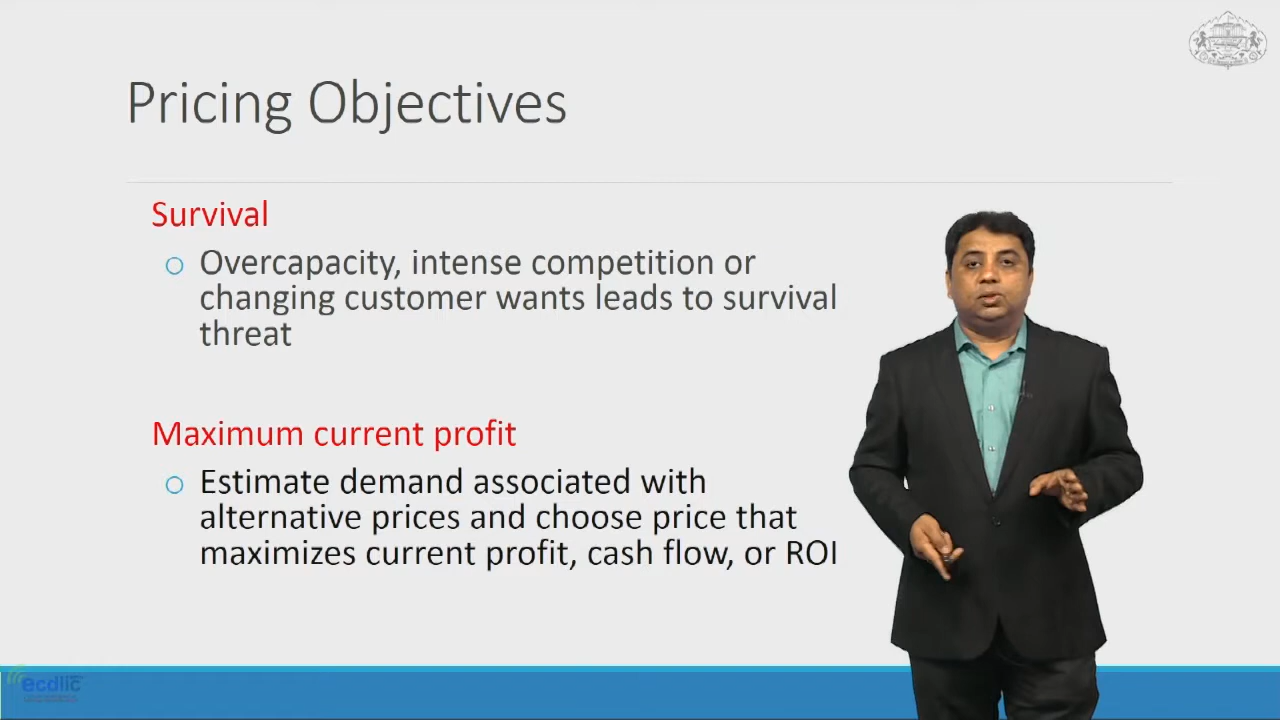 Pricing Objectives
Survival
Overcapacity, intense competition or
changing customer wants leads to survival
threat
Maximum current profit
Estimate demand associated with
alternative prices and choose price that
maximizes current profit, cash flow, or ROI